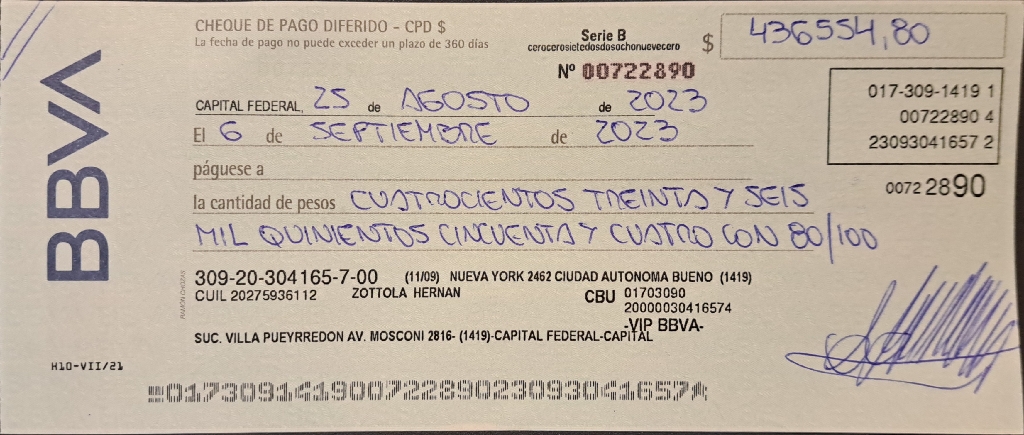 BBVA
CHEQUE DE PAGO DIFERIDO - CPD $
La fecha de pago no puede exceder un plazo de 360 días
Serie B
cerocerosietedosdosochonuevecero
Nº 00722890
$ 436554,80
017-309-1419 1
00722890 4
23093041657 2
0072 2890
CAPITAL FEDERAL, 25 de AGOSTO de 2023
El 6 de SEPTIEMBRE de 2023
páguese a
la cantidad de pesos CUATROCIENTOS TREINTA Y SEIS
MIL QUINIENTOS CINCUENTA Y CUATRO CON 80/100
309-20-304165-7-00 (11/09) NUEVA YORK 2462 CIUDAD AUTONOMA BUENO (1419)
CUIL 20275936112 ZOTTOLA HERNAN CBU 01703090
20000030416574
-VIP BBVA-
SUC. VILLA PUEYRREDON AV. MOSCONI 2816- (1419)-CAPITAL FEDERAL-CAPITAL
H10-VII/21
01730914190072289023093041657